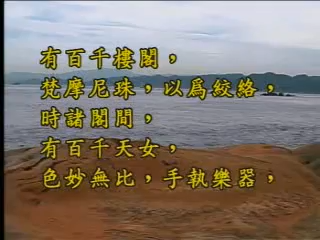 有百千樓閣，
梵摩尼珠，以爲絞絡，
時諸閣間，
有百千天女，
色妙無比，手執樂器，